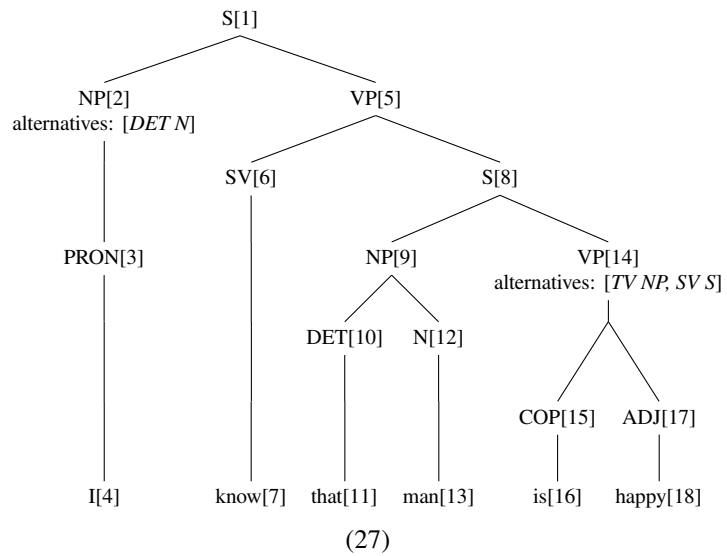 S[1]
NP[2] VP[5]
alternatives: [DET N]
SV[6] S[8]
PRON[3] NP[9] VP[14]
alternatives: [TV NP, SV S]
DET[10] N[12]
COP[15] ADJ[17]
I[4] know[7] that[11] man[13] is[16] happy[18]
(27)